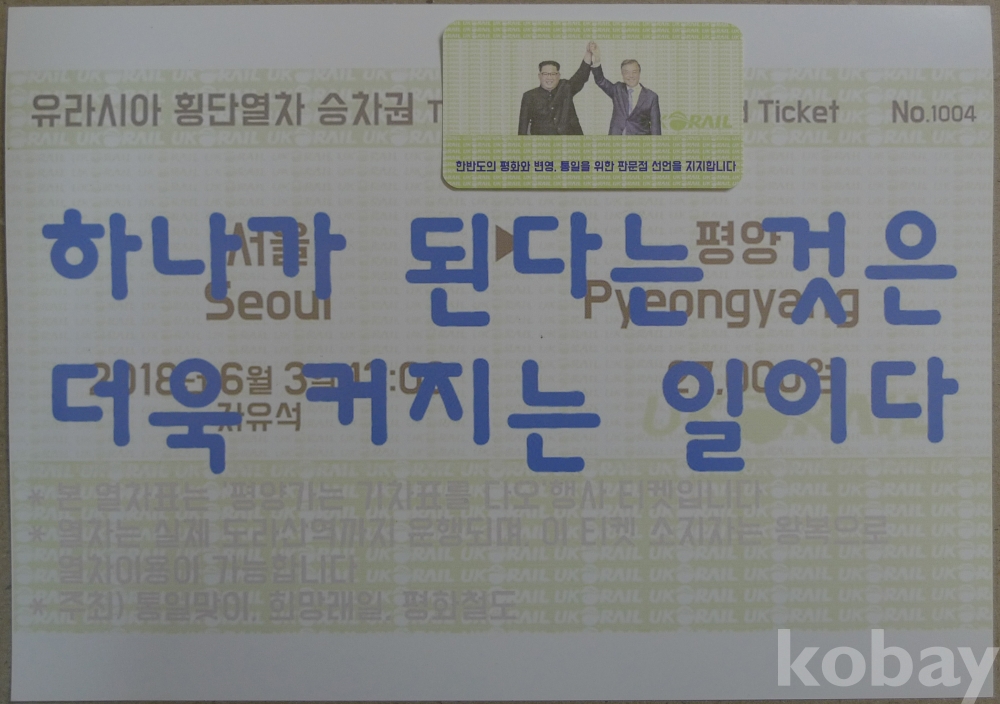 유라시아 횡단열차 승차권 T
d Ticket
No.1004
RAIL
한반도의 평화와 번영, 통일을 위한 판문점 선언을 지지합니다
서울
평양
Seoul
Pyeongyang
하나가 된다는 것은
더욱 커지는 일이다
자유석
* 본 열차표는 '평양가는 기차표를 다오' 행사 티켓입니다
* 열차는 실제 도라산역까지 운행되며, 이 티켓 소지자는 왕복으로
열차이용이 가능합니다
* 주최) 통일맞이, 희망래일, 평화철도
kobay